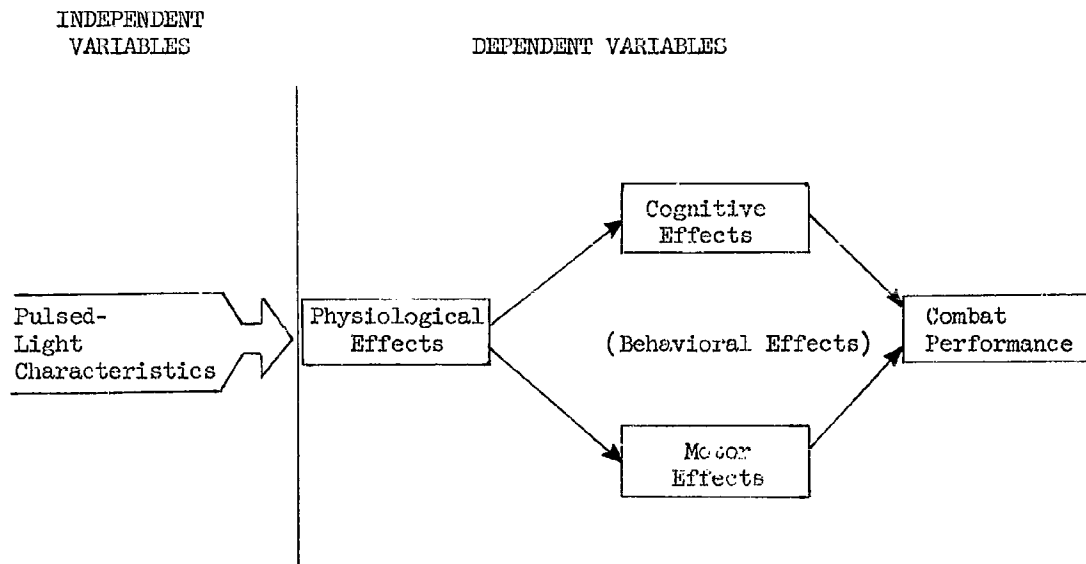 INDEPENDENT
VARIABLES
DEPENDENT VARIABLES
Cognitive
Effects
Pulsed-
Light
Characteristics
Physiological
Effects
(Behavioral Effects)
Combat
Performance
Motor
Effects